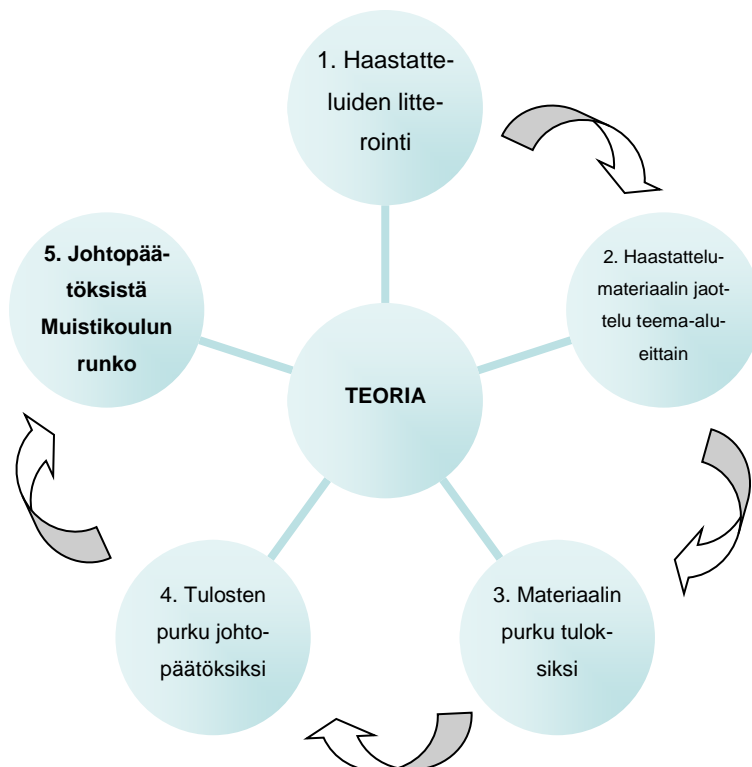 1. Haastatte-
luiden litte-
rointi
2. Haastattelu-
materiaalin jaot-
telu teema-alu-
eittain
3. Materiaalin
purku tulok-
siksi
4. Tulosten
purku johto-
päätöksiksi
5. Johtopää-
töksistä
Muistikoulun
runko
TEORIA